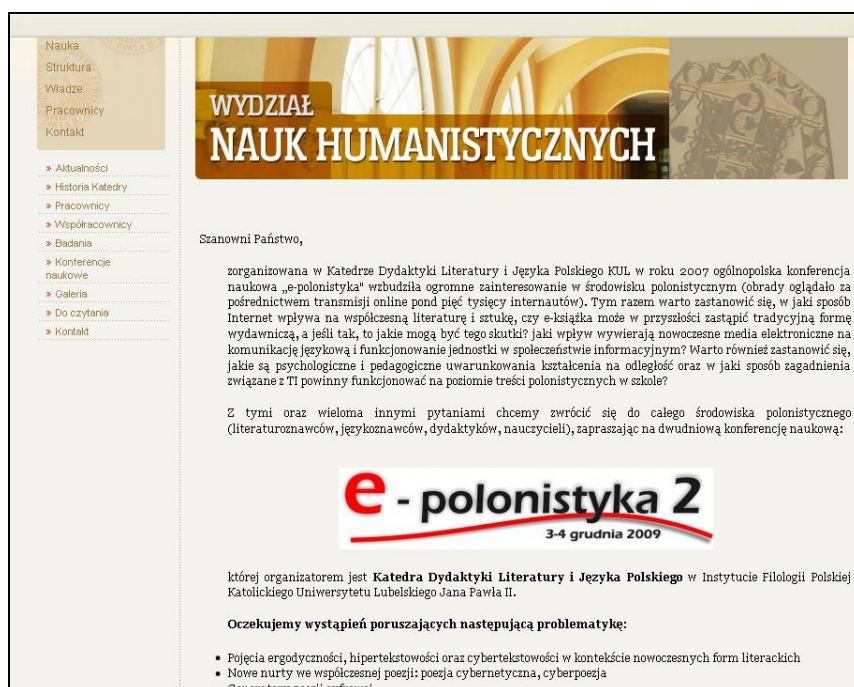 Nauka
Struktura
Władze
Pracownicy
Kontakt
» Aktualności
» Historia Katedry
» Pracownicy
» Współracownicy
» Badania
» Konferencje
naukowe
» Galeria
» Do czytania
» Kontakt
WYDZIAŁ
NAUK HUMANISTYCZNYCH
Szanowni Państwo,
zorganizowana w Katedrze Dydaktyki Literatury i Języka Polskiego KUL w roku 2007 ogólnopolska konferencja
naukowa „e-polonistyka" wzbudziła ogromne zainteresowanie w środowisku polonistycznym (obrady oglądało za
pośrednictwem transmisji online pond pięć tysięcy internautów). Tym razem warto zastanowić się, w jaki sposób
Internet wpływa na współczesną literaturę i sztukę, czy e-książka może w przyszłości zastąpić tradycyjną formę
wydawniczą, a jeśli tak, to jakie mogą być tego skutki? jaki wpływ wywierają nowoczesne media elektroniczne na
komunikację językową i funkcjonowanie jednostki w społeczeństwie informacyjnym? Warto również zastanowić się,
jakie są psychologiczne i pedagogiczne uwarunkowania kształcenia na odległość oraz w jaki sposób zagadnienia
związane z TI powinny funkcjonować na poziomie treści polonistycznych w szkole?
Z tymi oraz wieloma innymi pytaniami chcemy zwrócić się do całego środowiska polonistycznego
(literaturoznawców, językoznawców, dydaktyków, nauczycieli), zapraszając na dwudniową konferencję naukową:
e - polonistyka 2
3-4 grudnia 2009
której organizatorem jest Katedra Dydaktyki Literatury i Języka Polskiego w Instytucie Filologii Polskiej
Katolickiego Uniwersytetu Lubelskiego Jana Pawła II.
Oczekujemy wystąpień poruszających następującą problematykę:
• Pojęcia ergodyczności, hipertekstowości oraz cybertekstowości w kontekście nowoczesnych form literackich
• Nowe nurty we współczesnej poezji: poezja cybernetyczna, cyberpoezja